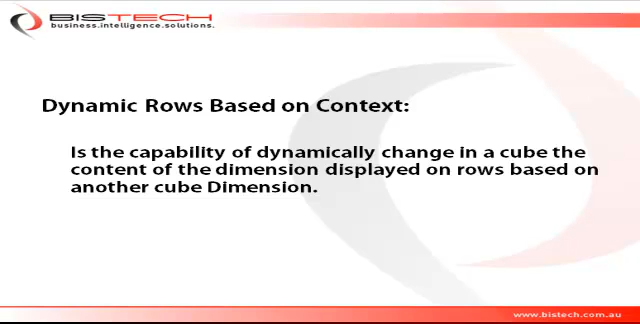 BISTECH
business.intelligence.solutions.
Dynamic Rows Based on Context:
Is the capability of dynamically change in a cube the
content of the dimension displayed on rows based on
another cube Dimension.
www.bistech.com.au